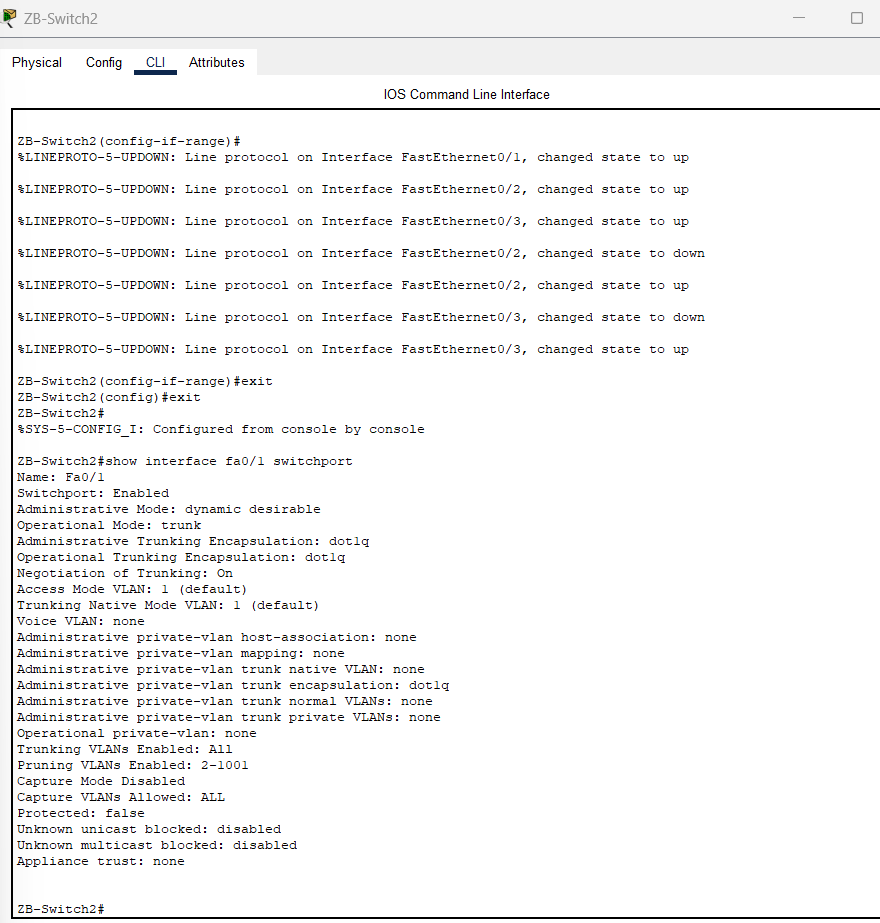 ZB-Switch2
Physical Config CLI Attributes
IOS Command Line Interface
ZB-Switch2(config-if-range)#
%LINEPROTO-5-UPDOWN: Line protocol on Interface FastEthernet0/1, changed state to up
%LINEPROTO-5-UPDOWN: Line protocol on Interface FastEthernet0/2, changed state to up
%LINEPROTO-5-UPDOWN: Line protocol on Interface FastEthernet0/3, changed state to up
%LINEPROTO-5-UPDOWN: Line protocol on Interface FastEthernet0/2, changed state to down
%LINEPROTO-5-UPDOWN: Line protocol on Interface FastEthernet0/2, changed state to up
%LINEPROTO-5-UPDOWN: Line protocol on Interface FastEthernet0/3, changed state to down
%LINEPROTO-5-UPDOWN: Line protocol on Interface FastEthernet0/3, changed state to up
ZB-Switch2(config-if-range)#exit
ZB-Switch2(config)#exit
ZB-Switch2#
%SYS-5-CONFIG_I: Configured from console by console
ZB-Switch2#show interface fa0/1 switchport
Name: Fa0/1
Switchport: Enabled
Administrative Mode: dynamic desirable
Operational Mode: trunk
Administrative Trunking Encapsulation: dot1q
Operational Trunking Encapsulation: dot1q
Negotiation of Trunking: On
Access Mode VLAN: 1 (default)
Trunking Native Mode VLAN: 1 (default)
Voice VLAN: none
Administrative private-vlan host-association: none
Administrative private-vlan mapping: none
Administrative private-vlan trunk native VLAN: none
Administrative private-vlan trunk encapsulation: dot1q
Administrative private-vlan trunk normal VLANs: none
Administrative private-vlan trunk private VLANs: none
Operational private-vlan: none
Trunking VLANs Enabled: All
Pruning VLANs Enabled: 2-1001
Capture Mode Disabled
Capture VLANs Allowed: ALL
Protected: false
Unknown unicast blocked: disabled
Unknown multicast blocked: disabled
Appliance trust: none
ZB-Switch2#